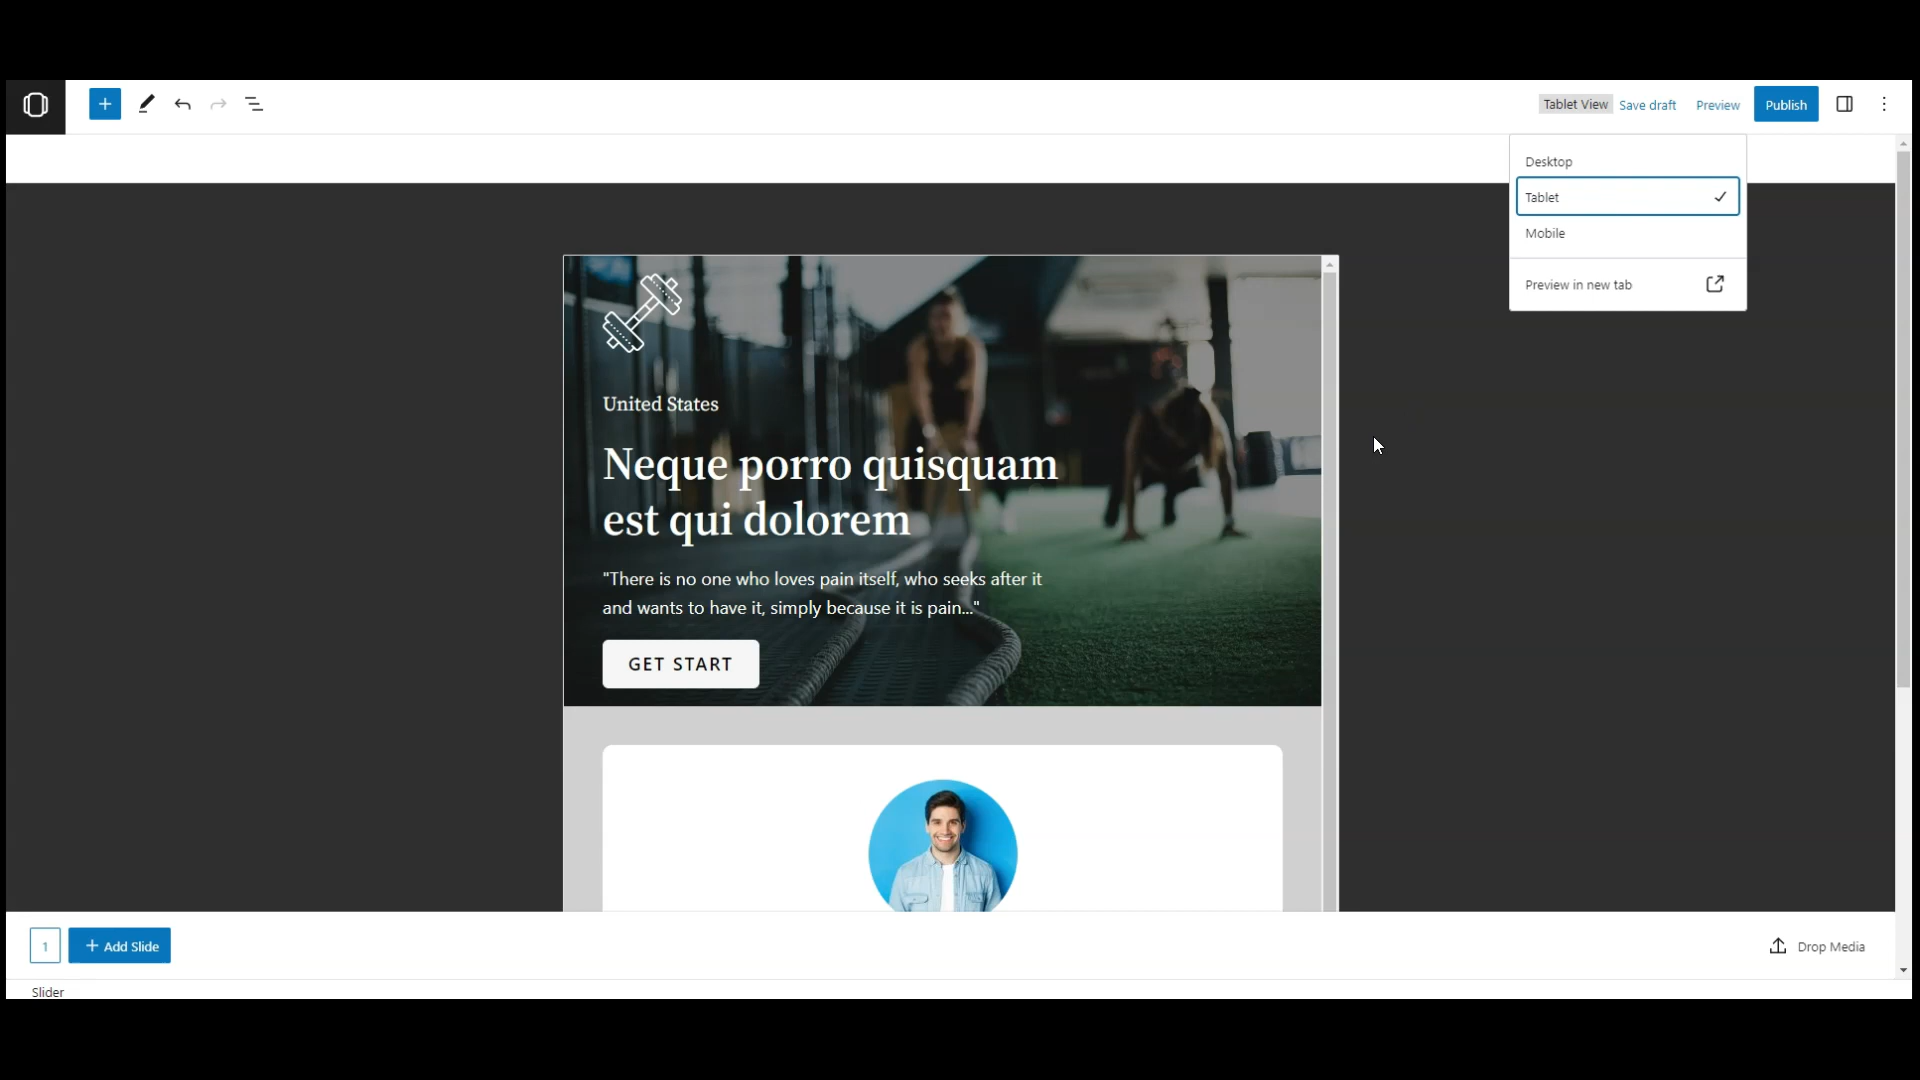 Tablet View Save draft Preview Publish
Desktop
Tablet
Mobile
Preview in new tab
United States
Neque porro quisquam
est qui dolorem
"There is no one who loves pain itself, who seeks after it
and wants to have it, simply because it is pain..."
GET START
1 + Add Slide Drop Media
Slider